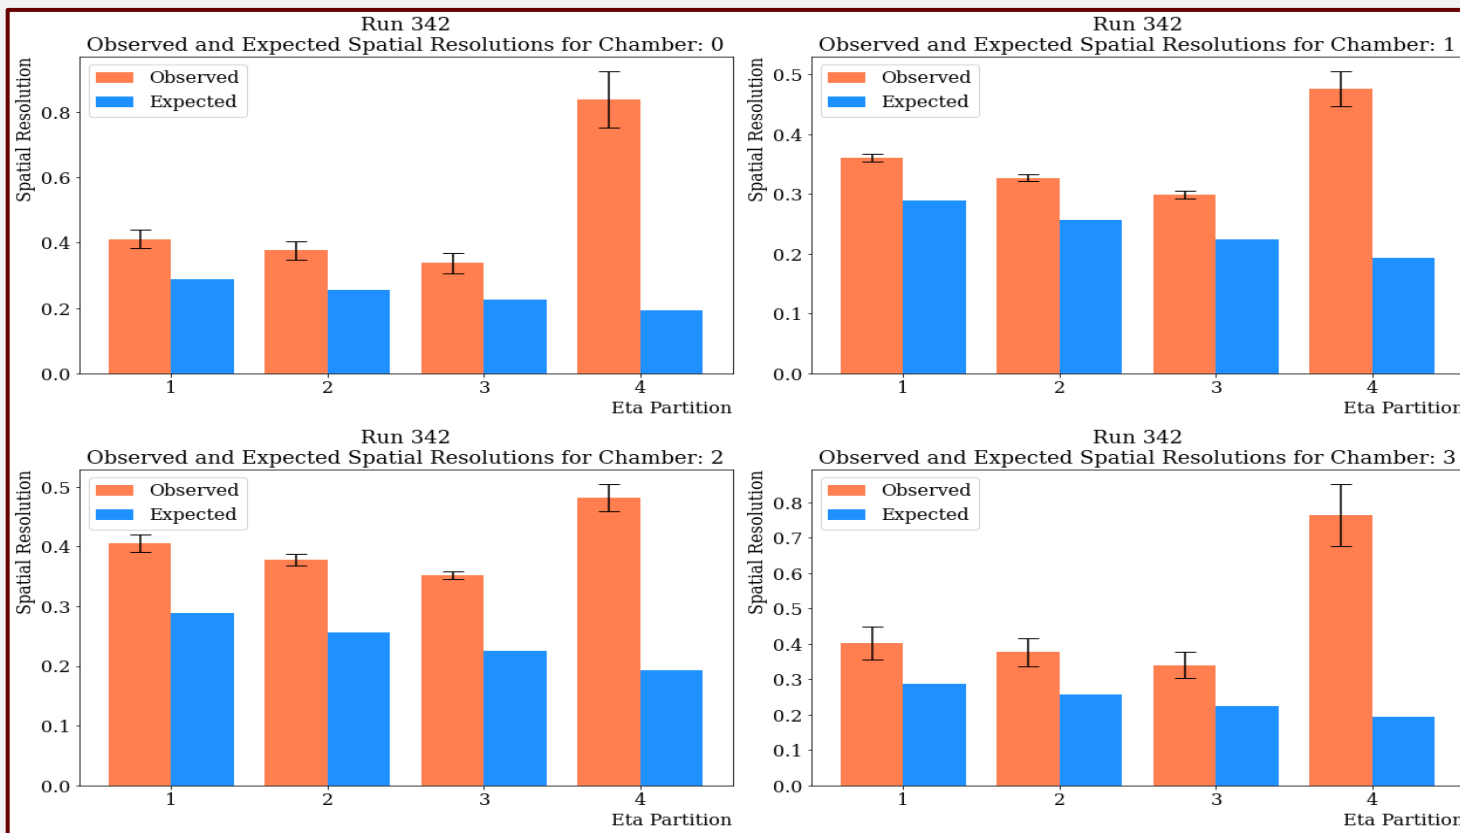 Run 342
Observed and Expected Spatial Resolutions for Chamber: 0
Spatial Resolution
Observed
Expected
0.8
0.6
0.4
0.2
0.0
1 2 3 4
Eta Partition
Run 342
Observed and Expected Spatial Resolutions for Chamber: 1
Spatial Resolution
Observed
Expected
0.5
0.4
0.3
0.2
0.1
0.0
1 2 3 4
Eta Partition
Run 342
Observed and Expected Spatial Resolutions for Chamber: 2
Spatial Resolution
Observed
Expected
0.5
0.4
0.3
0.2
0.1
0.0
1 2 3 4
Eta Partition
Run 342
Observed and Expected Spatial Resolutions for Chamber: 3
Spatial Resolution
Observed
Expected
0.8
0.7
0.6
0.5
0.4
0.3
0.2
0.1
0.0
1 2 3 4
Eta Partition